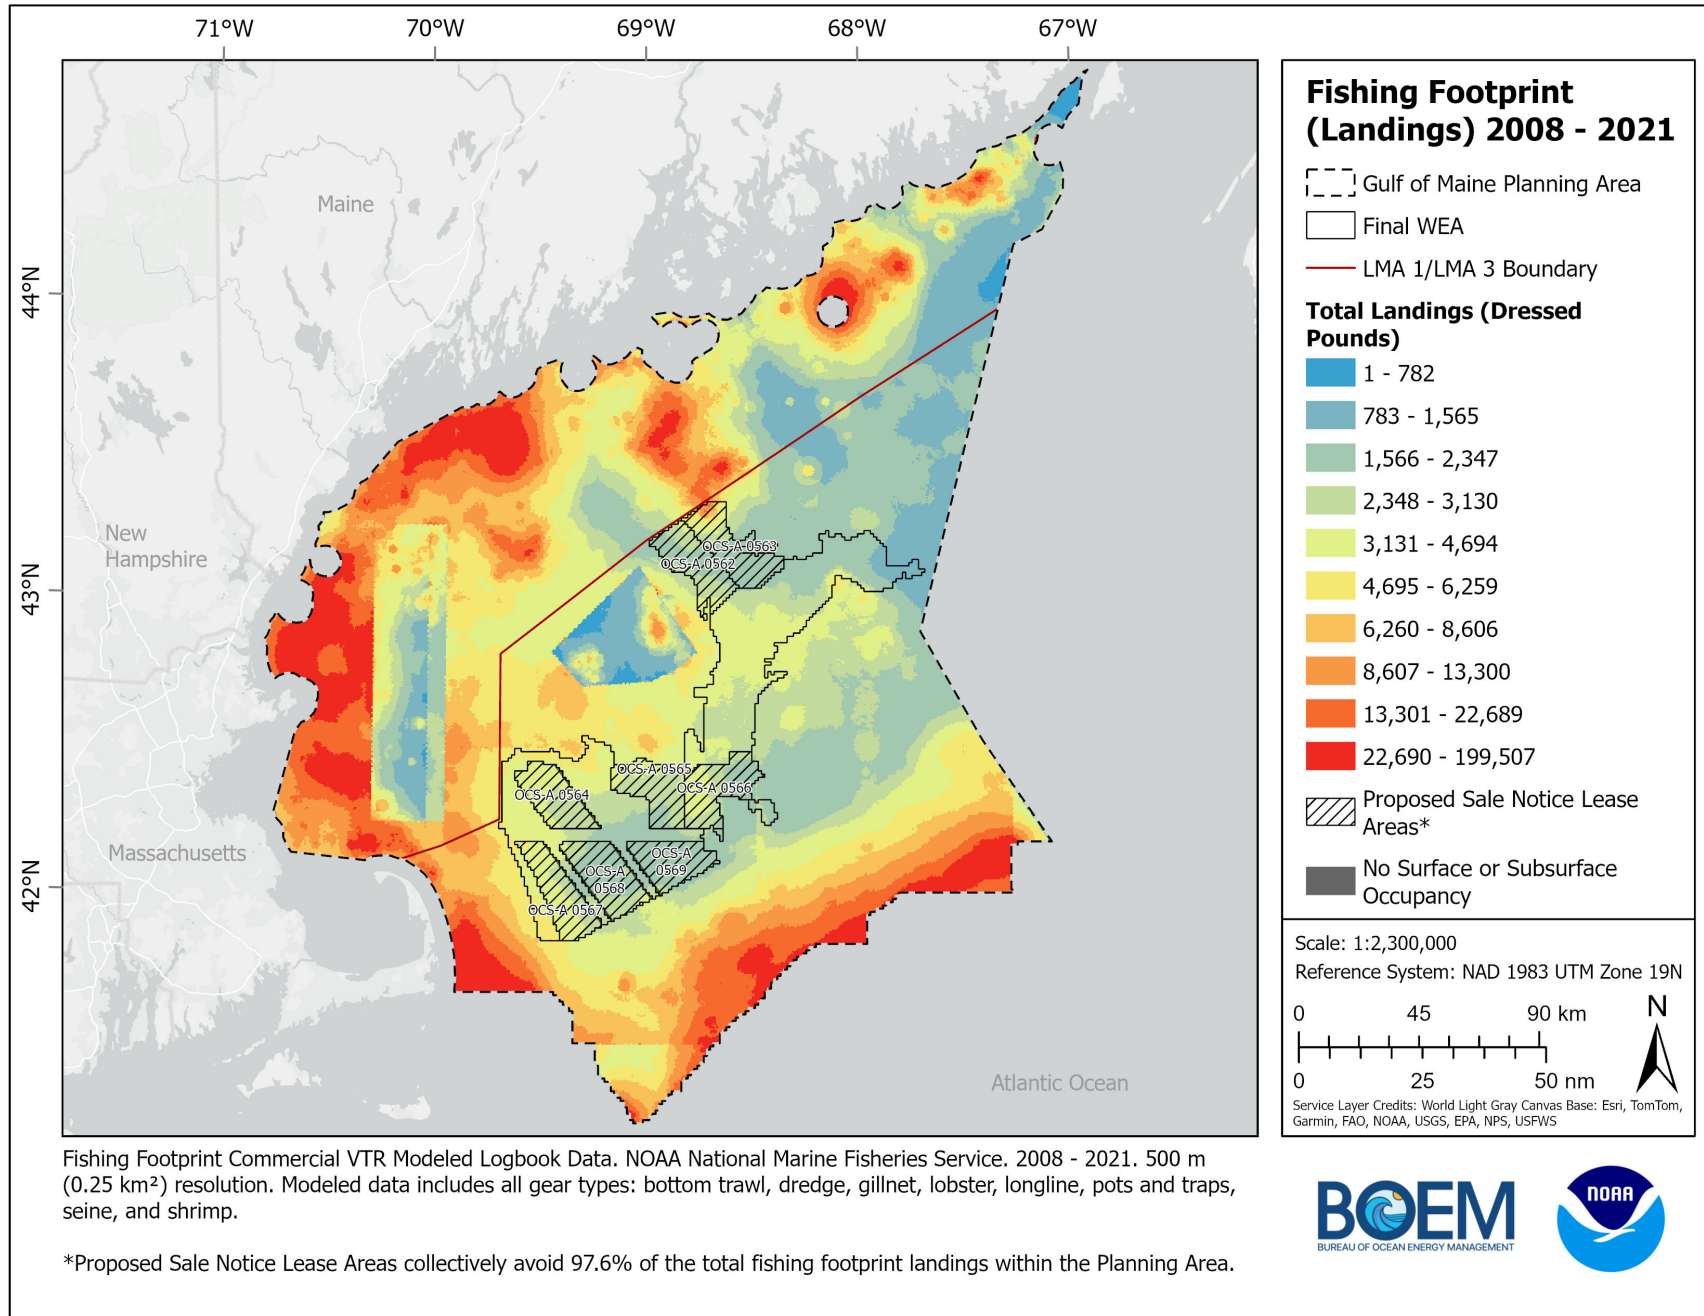 71°W
70°W
69°W
68°W
67°W
44°N
43°N
42°N
Maine
New
Hampshire
Massachusetts
Atlantic Ocean
OCS-A 0563
OCS-A 0562
OCS-A 0565
OCS-A 0566
OCS-A 0564
OCS-A
0569
OCS-A
0568
OCS-A 0567
Fishing Footprint
(Landings) 2008 - 2021
Gulf of Maine Planning Area
Final WEA
LMA 1/LMA 3 Boundary
Total Landings (Dressed
Pounds)
1 - 782
783 - 1,565
1,566 - 2,347
2,348 - 3,130
3,131 - 4,694
4,695 - 6,259
6,260 - 8,606
8,607 - 13,300
13,301 - 22,689
22,690 - 199,507
Proposed Sale Notice Lease
Areas*
No Surface or Subsurface
Occupancy
Scale: 1:2,300,000
Reference System: NAD 1983 UTM Zone 19N
0 45 90 km
N
0 25 50 nm
Service Layer Credits: World Light Gray Canvas Base: Esri, TomTom,
Garmin, FAO, NOAA, USGS, EPA, NPS, USFWS
Fishing Footprint Commercial VTR Modeled Logbook Data. NOAA National Marine Fisheries Service. 2008 - 2021. 500 m
(0.25 km²) resolution. Modeled data includes all gear types: bottom trawl, dredge, gillnet, lobster, longline, pots and traps,
seine, and shrimp.
*Proposed Sale Notice Lease Areas collectively avoid 97.6% of the total fishing footprint landings within the Planning Area.
BOEM
BUREAU OF OCEAN ENERGY MANAGEMENT
NOAA